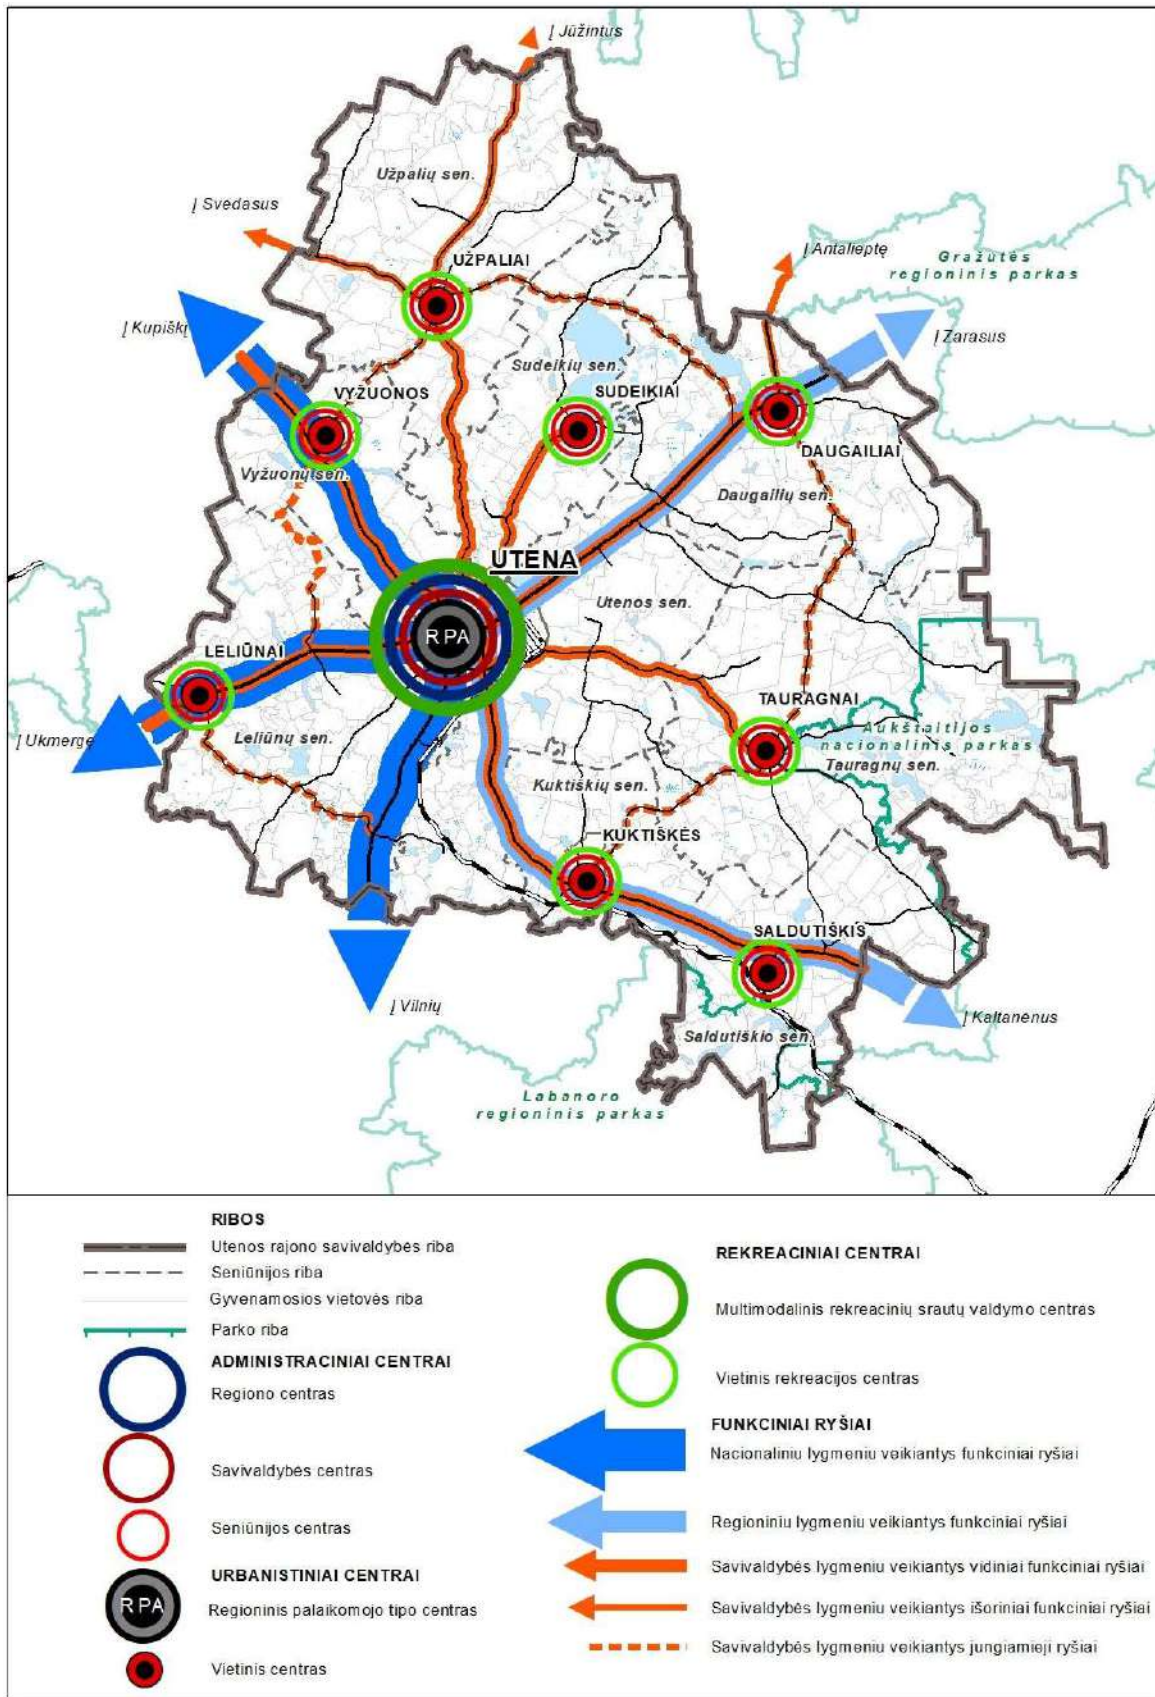 Į Jūžintus
Užpalių sen.
Į Svėdasus
Į Antalieptę
UŽPALIAI
Gražutės
regioninis parkas
Į Kupiškį
Į Zarasus
Sudeikių sen.
VYŽUONOS
SUDEIKIAI
DAUGAILIAI
Vyžuonų sen.
Daugailių sen.
UTENA
Utenos sen.
RPA
LELIŪNAI
TAURAGNAI
Į Ukmergę
Leliūnų sen.
Aukštaitijos
nacionalinis parkas
Tauragnų sen.
Kuktiškių sen.
KUKTIŠKĖS
SALDUTIŠKIS
Į Vilnių
Į Kaltanėnus
Saldutiškio sen.
Labanoro
regioninis parkas
RIBOS
Utenos rajono savivaldybės riba
Seniūnijos riba
Gyvenamosios vietovės riba
Parko riba
ADMINISTRACINIAI CENTRAI
Regiono centras
Savivaldybės centras
Seniūnijos centras
URBANISTINIAI CENTRAI
RPA
Regioninis palaikomojo tipo centras
Vietinis centras
REKREACINIAI CENTRAI
Multimodalinis rekreacinių srautų valdymo centras
Vietinis rekreacijos centras
FUNKCINIAI RYŠIAI
Nacionaliniu lygmeniu veikiantys funkciniai ryšiai
Regioniniu lygmeniu veikiantys funkciniai ryšiai
Savivaldybės lygmeniu veikiantys vidiniai funkciniai ryšiai
Savivaldybės lygmeniu veikiantys išoriniai funkciniai ryšiai
Savivaldybės lygmeniu veikiantys jungiamieji ryšiai